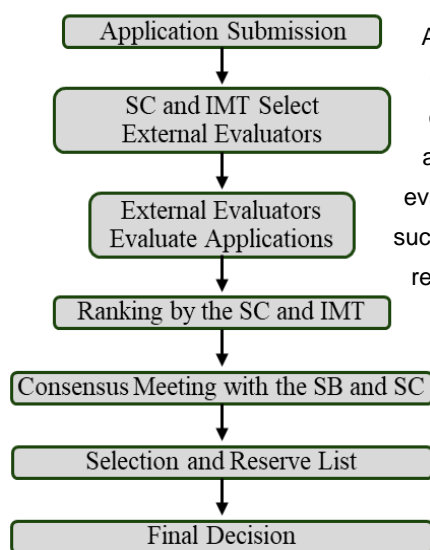 Application Submission
SC and IMT Select
External Evaluators
External Evaluators
Evaluate Applications
Ranking by the SC and IMT
Consensus Meeting with the SB and SC
Selection and Reserve List
Final Decision